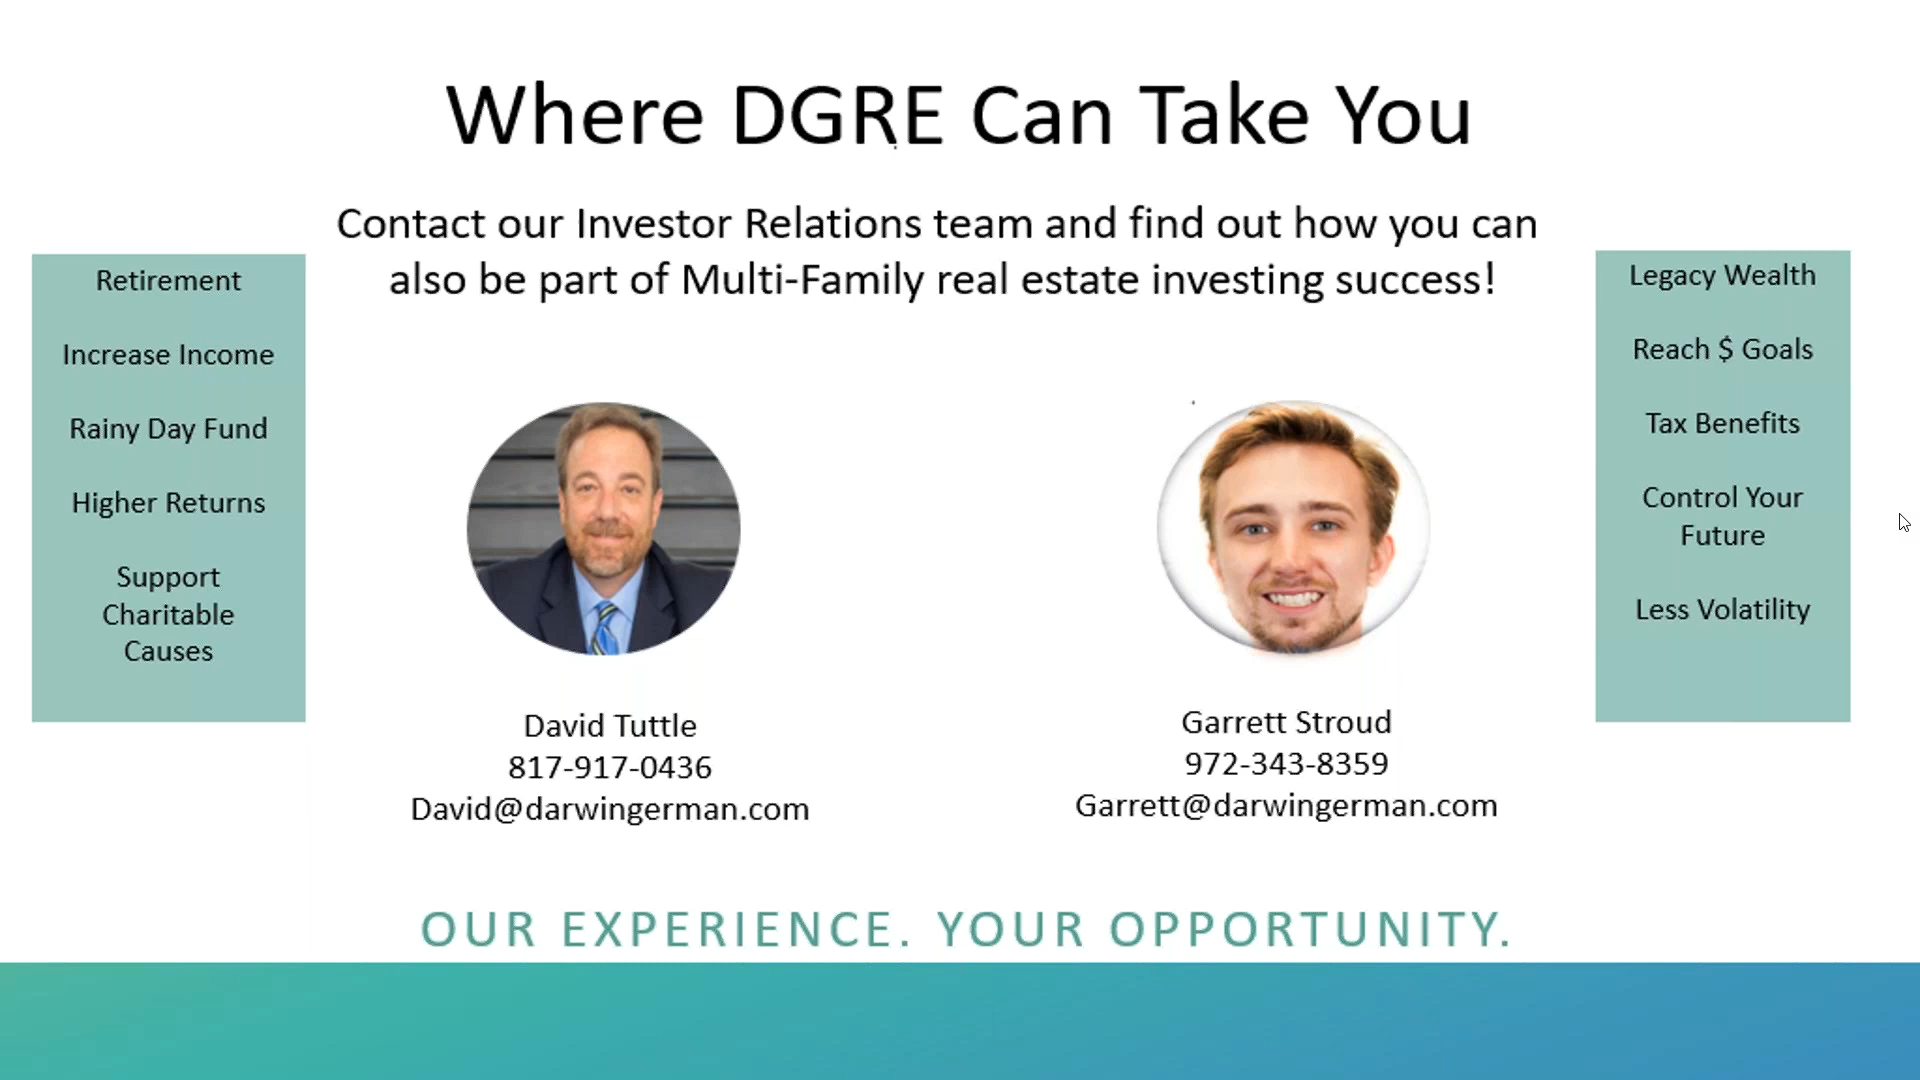 Where DGRE Can Take You
Contact our Investor Relations team and find out how you can
also be part of Multi-Family real estate investing success!
Retirement
Increase Income
Rainy Day Fund
Higher Returns
Support
Charitable
Causes
Legacy Wealth
Reach $ Goals
Tax Benefits
Control Your
Future
Less Volatility
David Tuttle
817-917-0436
David@darwingerman.com
Garrett Stroud
972-343-8359
Garrett@darwingerman.com
OUR EXPERIENCE. YOUR OPPORTUNITY.